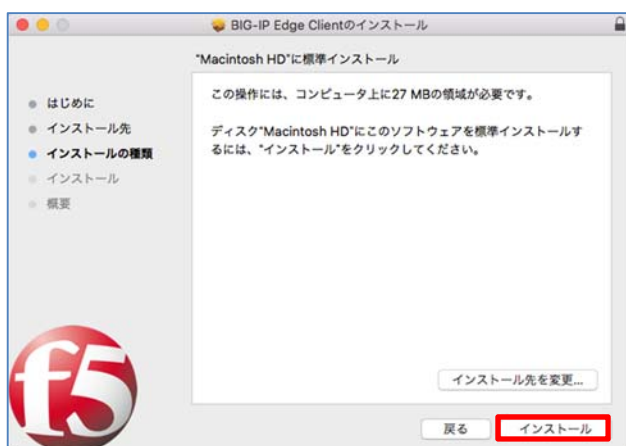 BIG-IP Edge Clientのインストール
"Macintosh HD"に標準インストール
はじめに
インストール先
インストールの種類
インストール
概要
この操作には、コンピュータ上に27 MBの領域が必要です。
ディスク"Macintosh HD"にこのソフトウェアを標準インストールす
るには、"インストール"をクリックしてください。
f5
インストール先を変更...
戻る
インストール